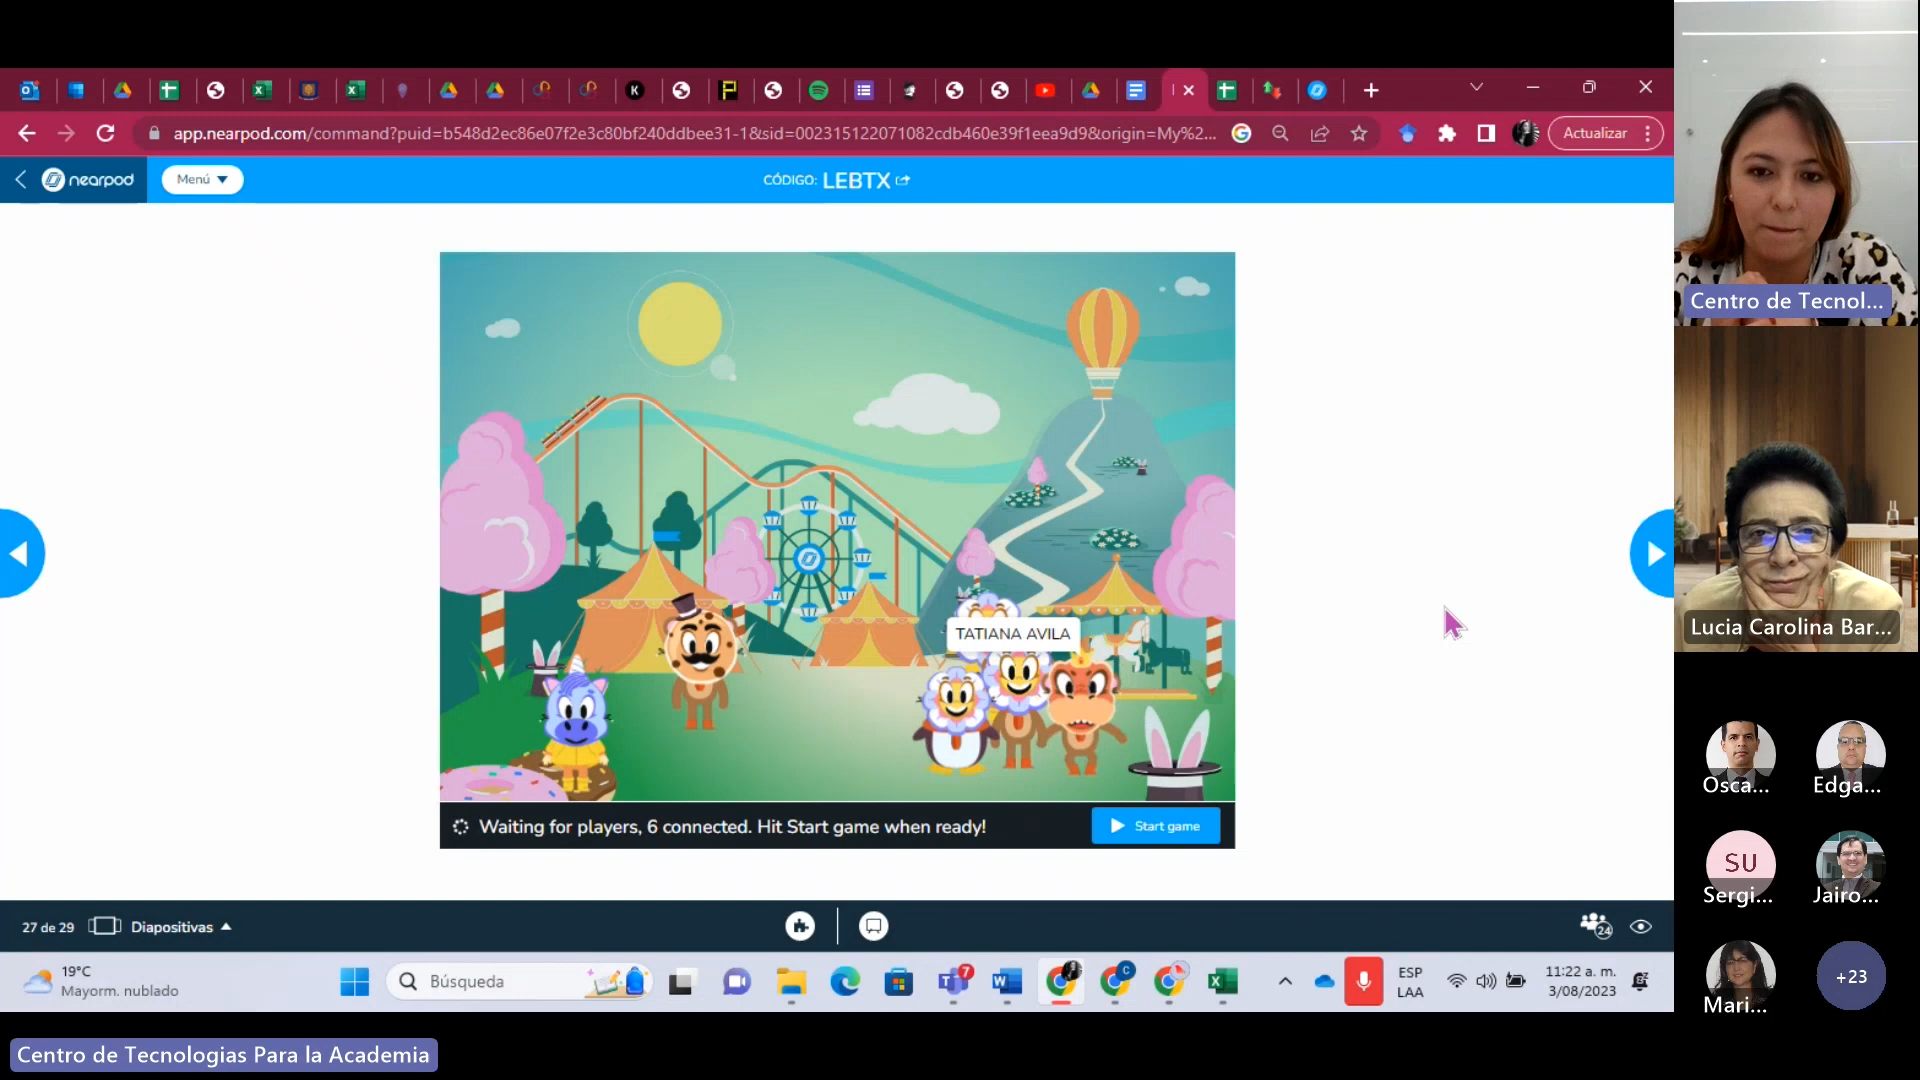 app.nearpod.com/command?puid=b548d2ec86e07f2e3c80bf240ddbee31-1&sid=002315122071082cdb460e39f1eea9d9&origin=My%2...
Actualizar
nearpod
Menú
CÓDIGO: LEBTX
Centro de Tecnol...
TATIANA AVILA
Lucia Carolina Bar...
Waiting for players, 6 connected. Hit Start game when ready!
Start game
Osca...
Edga...
SU
Sergi...
Jairo...
27 de 29
Diapositivas
24
Mari...
+23
19°C
Mayorm. nublado
Búsqueda
7
C
ESP
LAA
11:22 a. m.
3/08/2023
Centro de Tecnologias Para la Academia